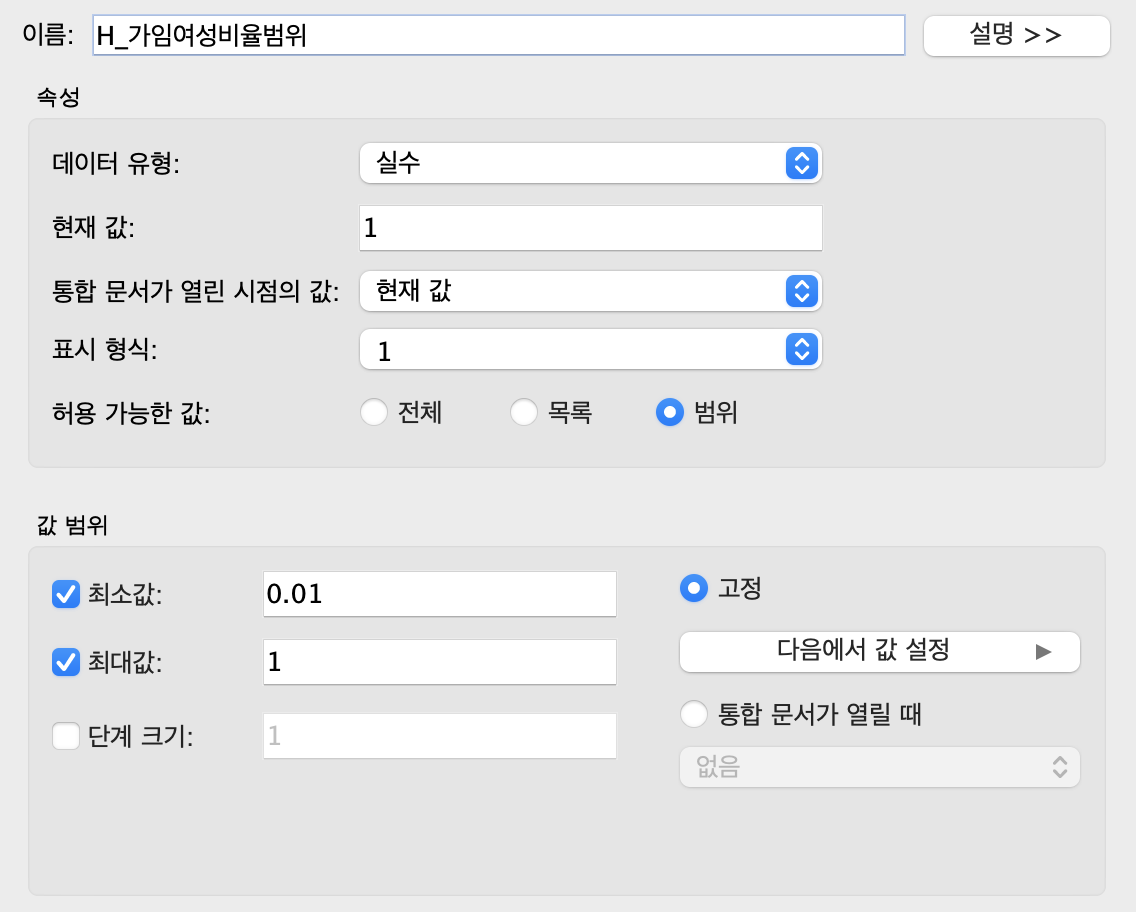 이름: H_가임여성비율범위 설명 >>
속성
데이터 유형: 실수
현재 값: 1
통합 문서가 열린 시점의 값: 현재 값
표시 형식: 1
허용 가능한 값: 전체 목록 범위
값 범위
최소값: 0.01 고정
다음에서 값 설정
최대값: 1
통합 문서가 열릴 때
단계 크기: 1
없음